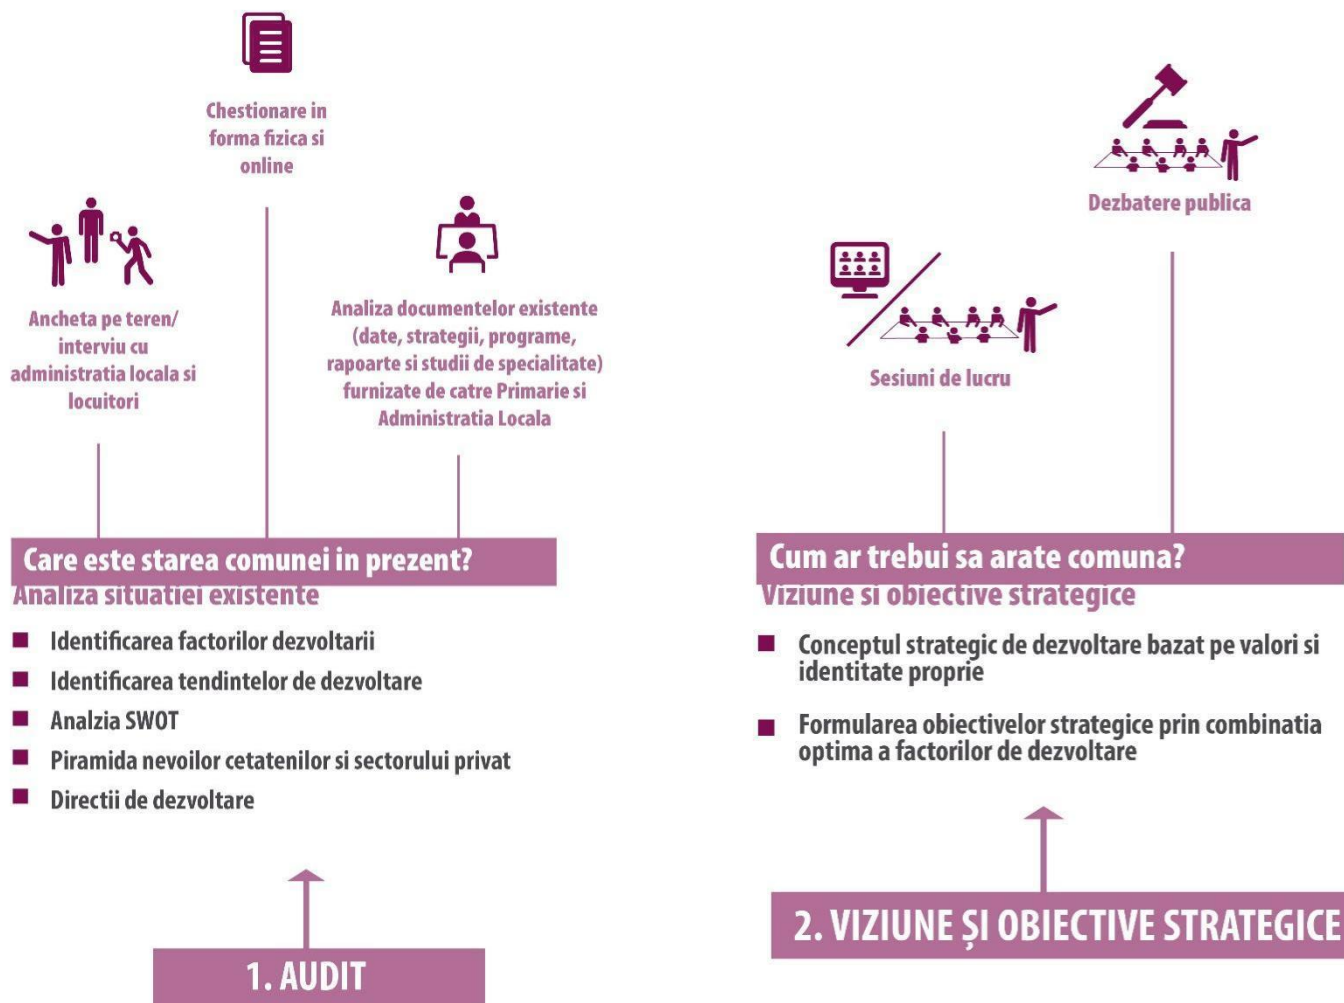 Chestionare in
forma fizica si
online
Ancheta pe teren/
interviu cu
administratia locala si
locuitori
Analiza documentelor existente
(date, strategii, programe,
rapoarte si studii de specialitate)
furnizate de catre Primarie si
Administratia Locala
Care este starea comunei in prezent?
Analiza situatiei existente
Identificarea factorilor dezvoltarii
Identificarea tendintelor de dezvoltare
Analzia SWOT
Piramida nevoilor cetatenilor si sectorului privat
Directii de dezvoltare
1. AUDIT
Dezbatere publica
Sesiuni de lucru
Cum ar trebui sa arate comuna?
Viziune si obiective strategice
Conceptul strategic de dezvoltare bazat pe valori si
identitate proprie
Formularea obiectivelor strategice prin combinatia
optima a factorilor de dezvoltare
2. VIZIUNE ȘI OBIECTIVE STRATEGICE